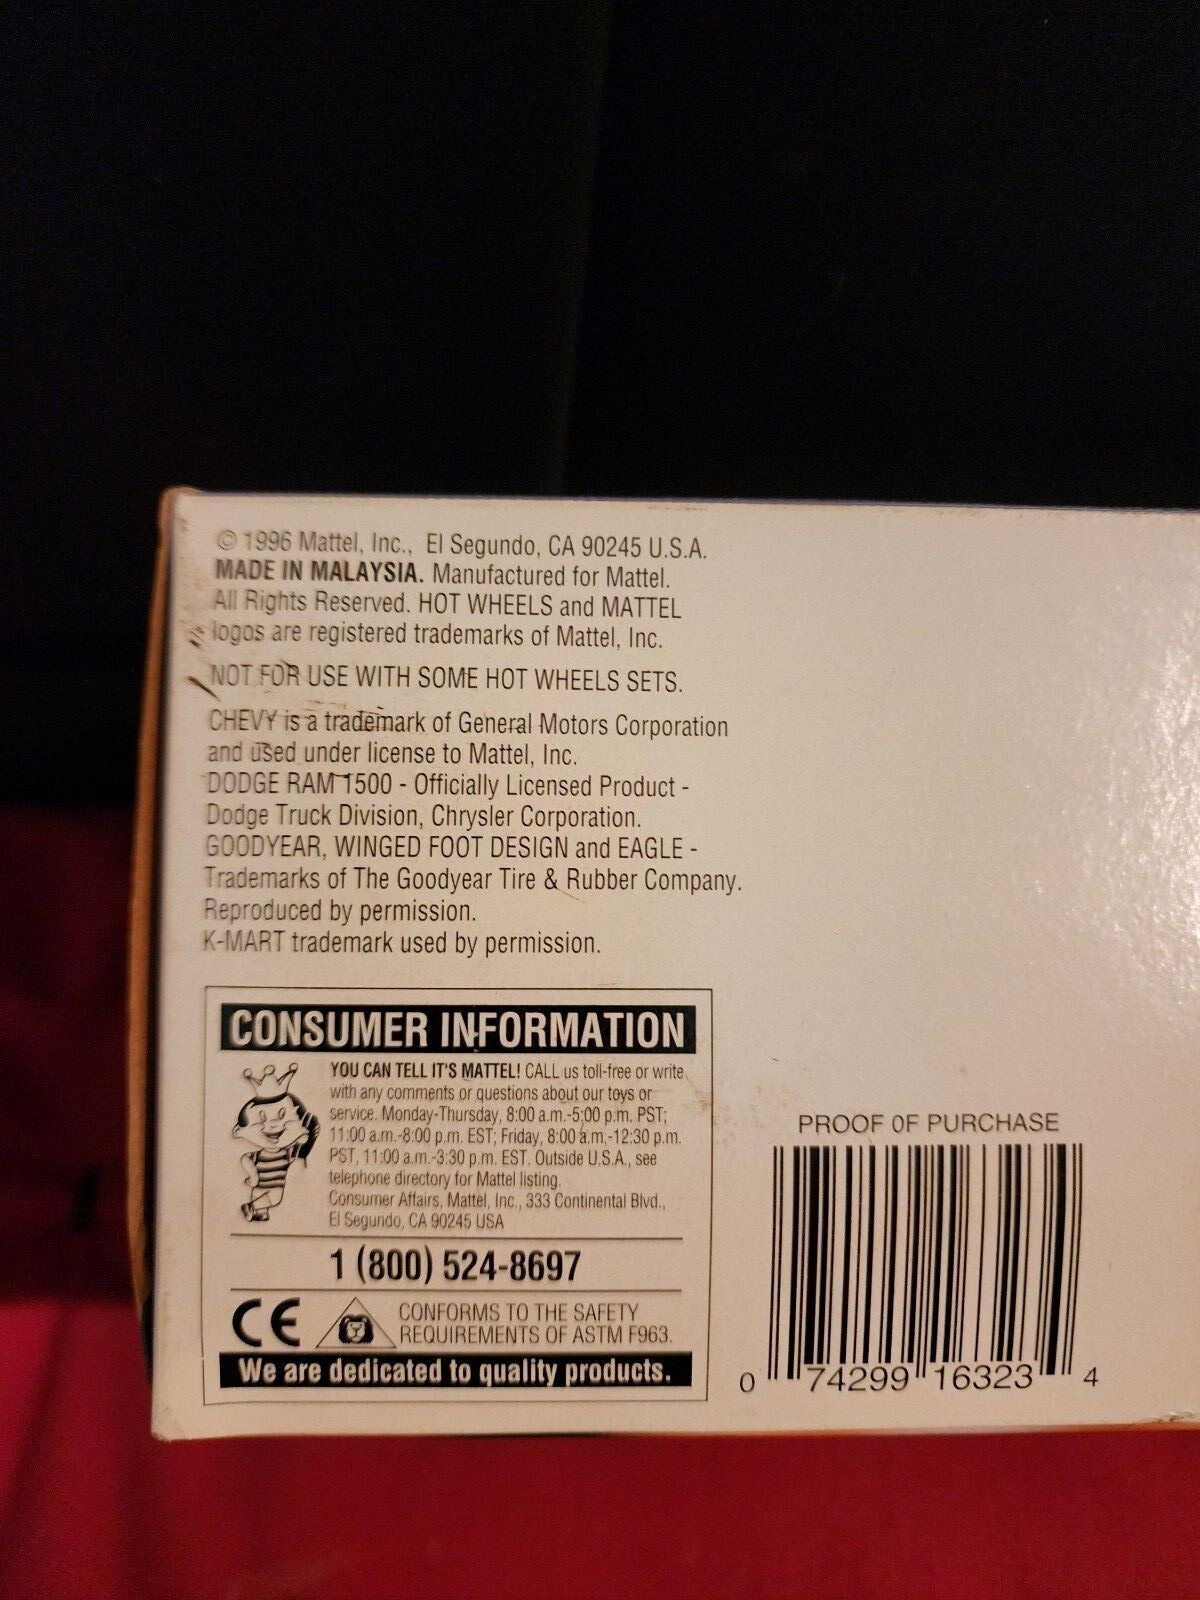 © 1996 Mattel, Inc., El Segundo, CA 90245 U.S.A.
MADE IN MALAYSIA. Manufactured for Mattel.
All Rights Reserved. HOT WHEELS and MATTEL
logos are registered trademarks of Mattel, Inc.
NOT FOR USE WITH SOME HOT WHEELS SETS.
CHEVY is a trademark of General Motors Corporation
and used under license to Mattel, Inc.
DODGE RAM 1500 - Officially Licensed Product -
Dodge Truck Division, Chrysler Corporation.
GOODYEAR, WINGED FOOT DESIGN and EAGLE -
Trademarks of The Goodyear Tire & Rubber Company.
Reproduced by permission.
K-MART trademark used by permission.
CONSUMER INFORMATION
YOU CAN TELL IT'S MATTEL! CALL us toll-free or write
with any comments or questions about our toys or
service. Monday-Thursday, 8:00 a.m.-5:00 p.m. PST;
11:00 a.m.-8:00 p.m. EST; Friday, 8:00 a.m.-12:30 p.m.
PST, 11:00 a.m.-3:30 p.m. EST. Outside U.S.A., see
telephone directory for Mattel listing.
Consumer Affairs, Mattel, Inc., 333 Continental Blvd.,
El Segundo, CA 90245 USA
1 (800) 524-8697
CE
CONFORMS TO THE SAFETY
REQUIREMENTS OF ASTM F963.
We are dedicated to quality products.
PROOF OF PURCHASE
0 74299 16323 4